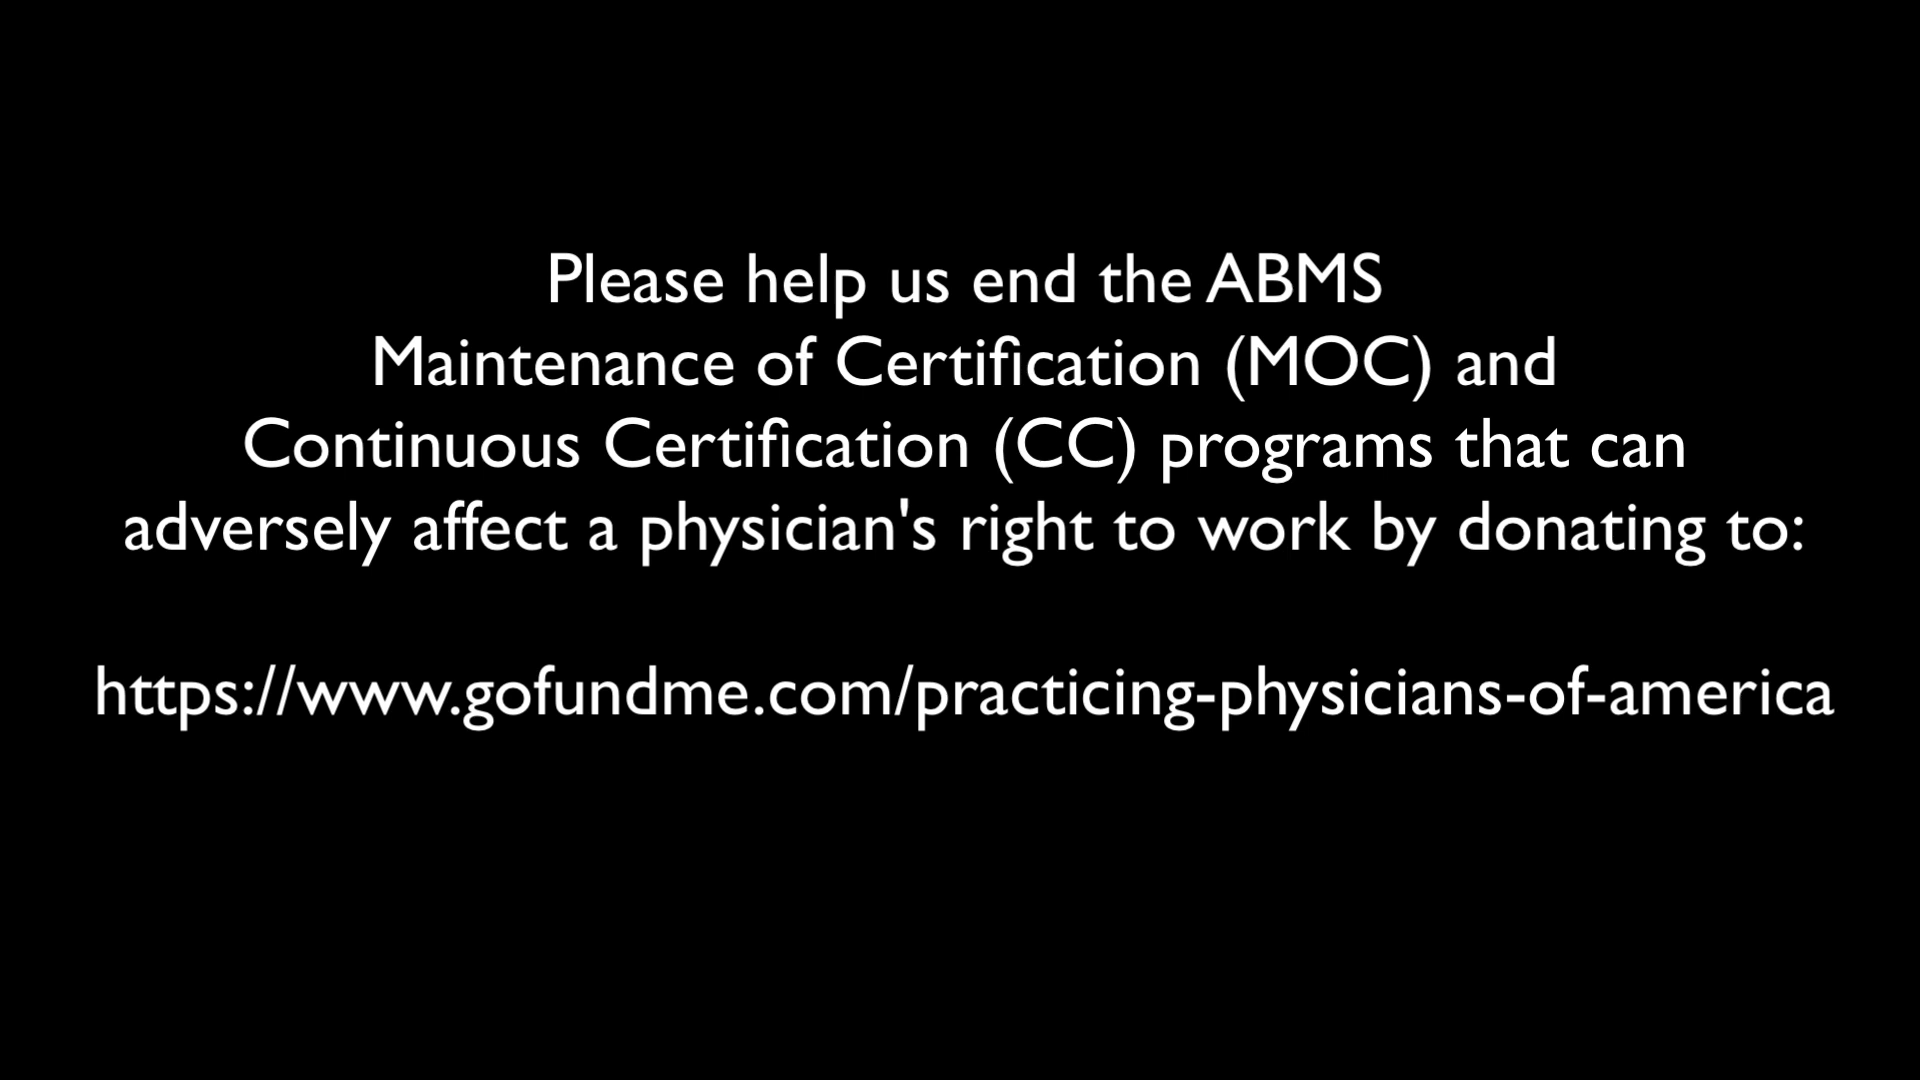 Please help us end the ABMS
Maintenance of Certification (MOC) and
Continuous Certification (CC) programs that can
adversely affect a physician's right to work by donating to:
https://www.gofundme.com/practicing-physicians-of-america